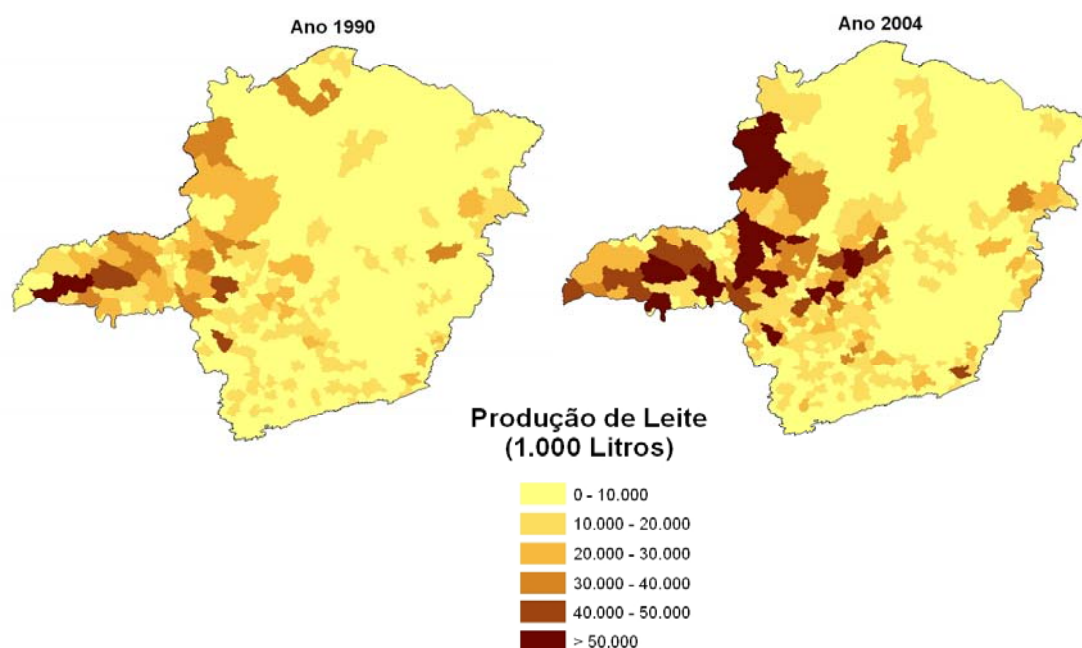 Ano 1990
Ano 2004
Produção de Leite
(1.000 Litros)
0 - 10.000
10.000 - 20.000
20.000 - 30.000
30.000 - 40.000
40.000 - 50.000
> 50.000